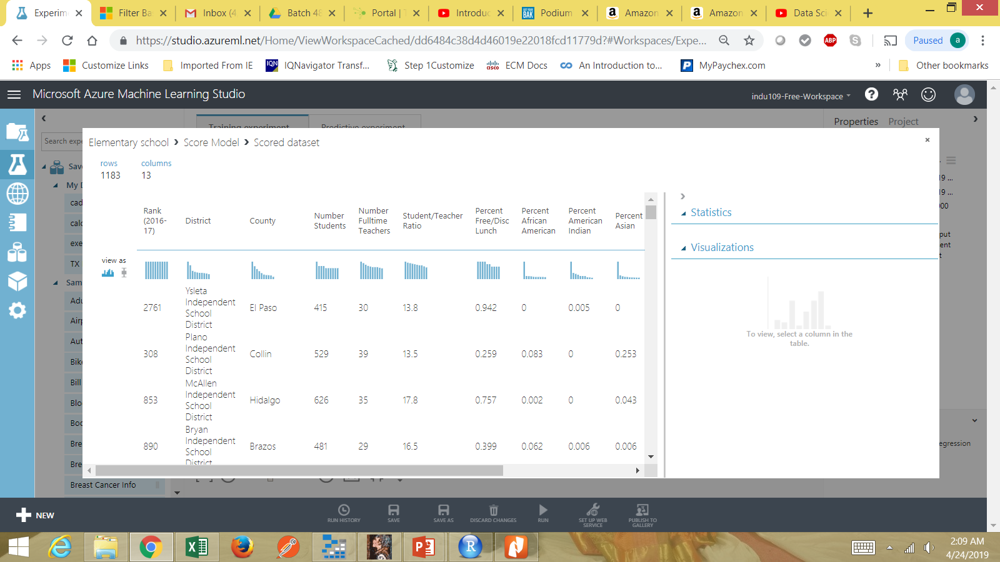 Experim
Filter Ba
Inbox (4
Batch 48
Portal | T
Introduc
Podium
Amazon
Amazon
Data Sci
https://studio.azureml.net/Home/ViewWorkspaceCached/dd6484c38d4d46019e22018fcd11779d?#Workspaces/Expe...
ABP
Paused
a
Apps
Customize Links
Imported From IE
IQN
IQNavigator Transf...
Step 1Customize
cisco
ECM Docs
An Introduction to...
MyPaychex.com
»
Other bookmarks
Microsoft Azure Machine Learning Studio
indu109-Free-Workspace
Training experiment
Predictive experiment
Properties
Project
Search expe
Elementary school > Score Model > Scored dataset
rows
1183
columns
13
Rank (2016-17)
District
County
Number Students
Number Fulltime Teachers
Student/Teacher Ratio
Percent Free/Disc Lunch
Percent African American
Percent American Indian
Percent Asian
view as
2761
Ysleta Independent School District
El Paso
415
30
13.8
0.942
0
0.005
0
308
Plano Independent School District
Collin
529
39
13.5
0.259
0.083
0
0.253
853
McAllen Independent School District
Hidalgo
626
35
17.8
0.757
0.002
0
0.043
890
Bryan Independent School District
Brazos
481
29
16.5
0.399
0.062
0.006
0.006
Statistics
Visualizations
To view, select a column in the
table.
Sav
My D
cad
calc
exe
TX
Sam
Adu
Airp
Aut
Bike
Bill
Blo
Boo
Bre
Bre
Breast Cancer Info
egression
NEW
RUN HISTORY
SAVE
SAVE AS
DISCARD CHANGES
RUN
SET UP WEB SERVICE
PUBLISH TO GALLERY
2:09 AM
4/24/2019